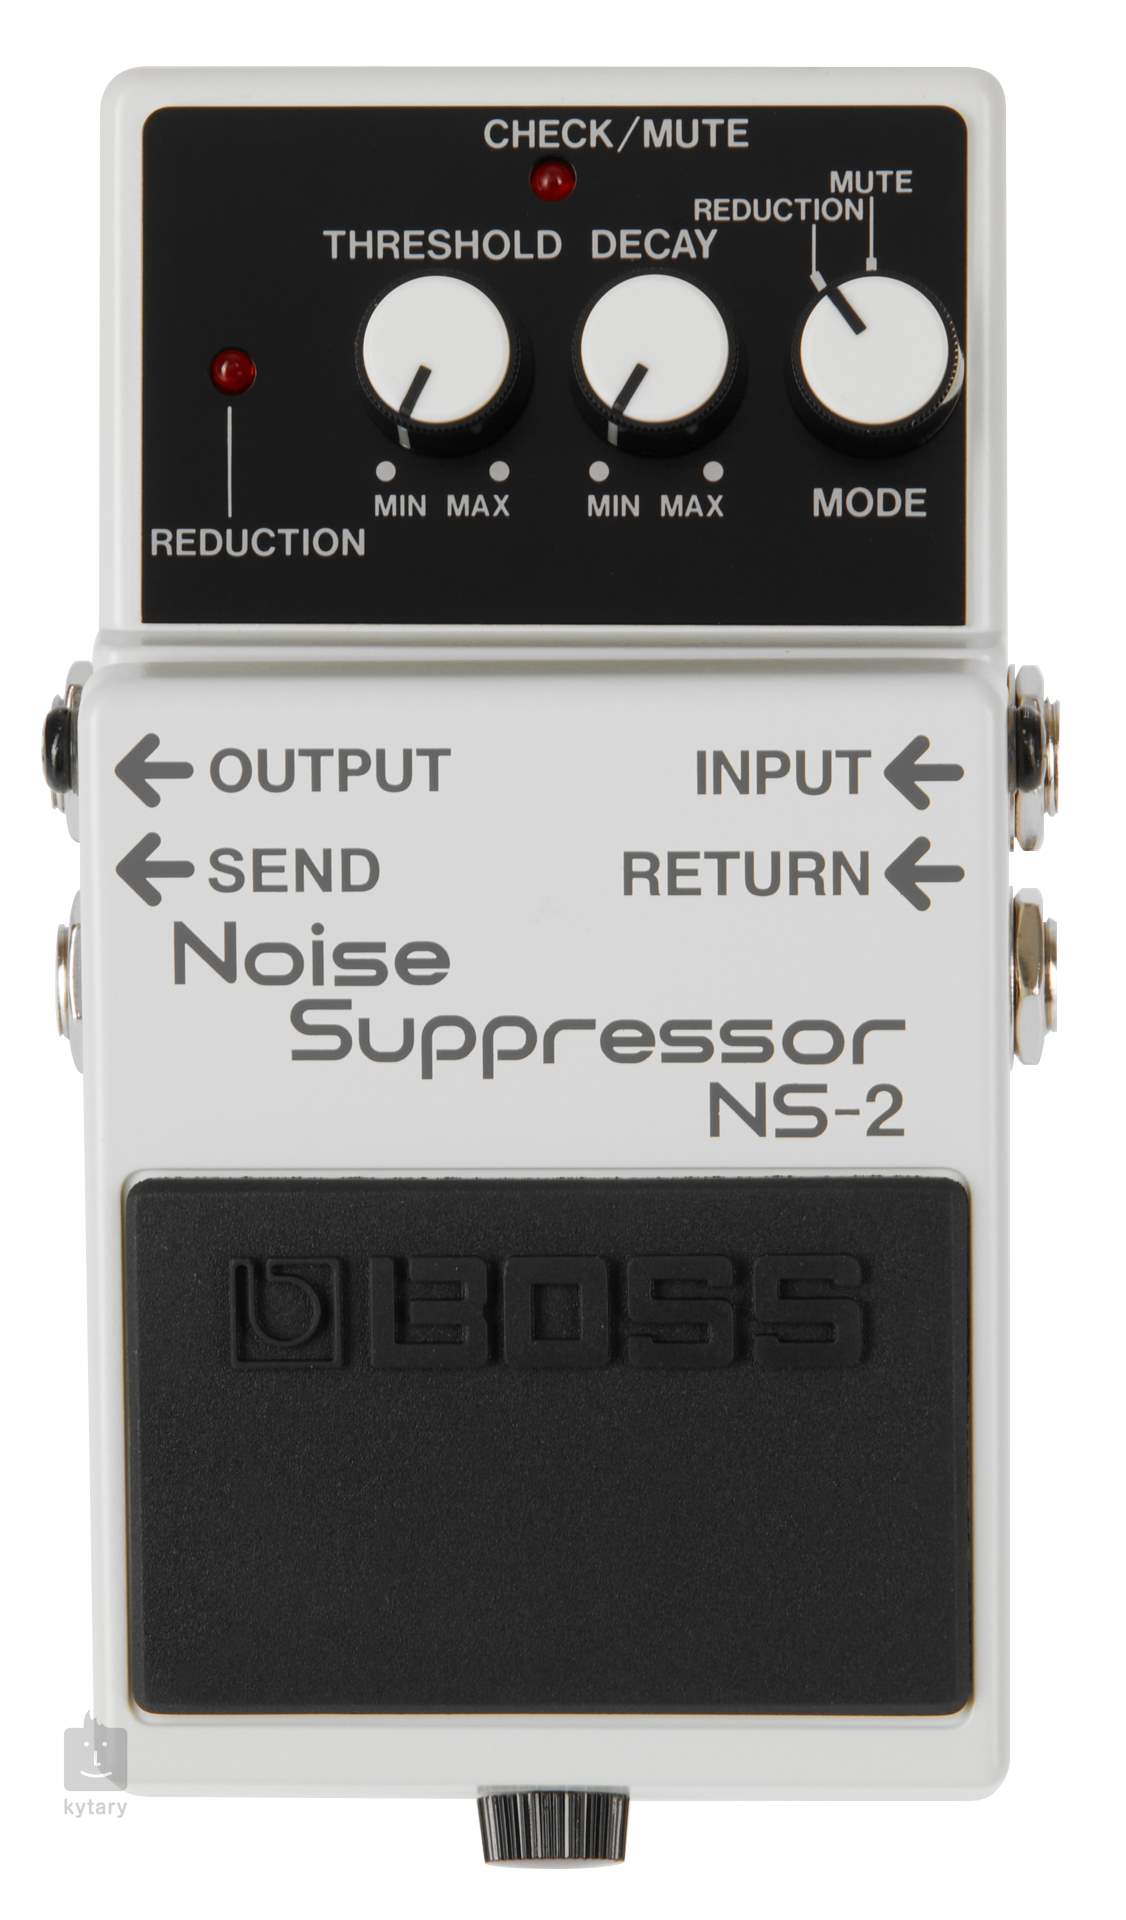 CHECK/MUTE
MUTE
REDUCTION
THRESHOLD DECAY
MIN MAX MIN MAX MODE
REDUCTION
OUTPUT INPUT
SEND RETURN
Noise
Suppressor
NS-2
BOSS
kytary